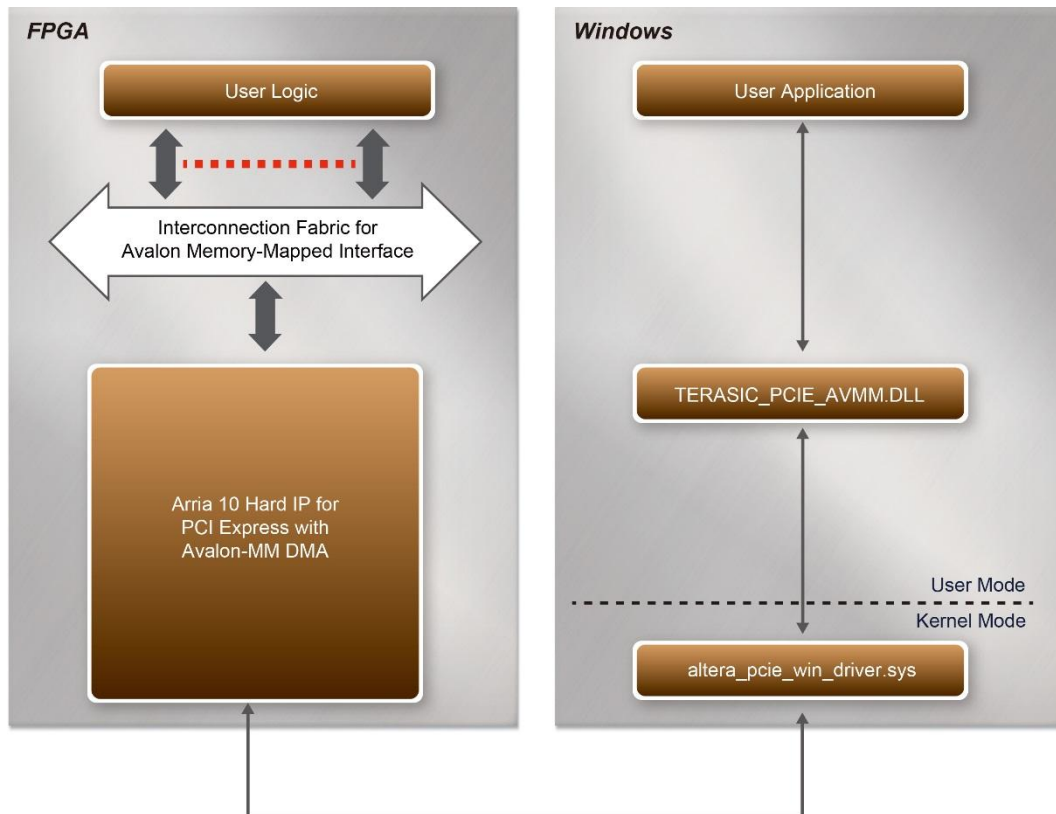 FPGA
User Logic
Interconnection Fabric for
Avalon Memory-Mapped Interface
Arria 10 Hard IP for
PCI Express with
Avalon-MM DMA
Windows
User Application
TERASIC_PCIE_AVMM.DLL
User Mode
Kernel Mode
altera_pcie_win_driver.sys